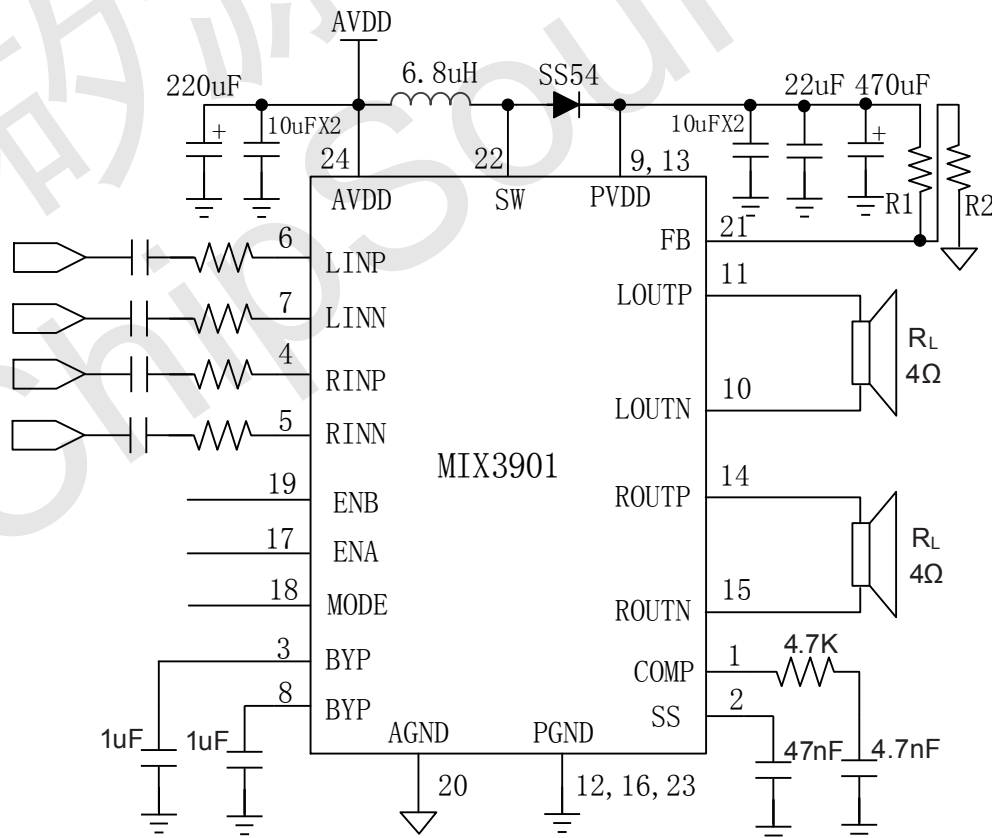 AVDD
220uF
6.8uH
SS54
22uF
470uF
+
10uFX2
24
22
9, 13
10uFX2
+
R1
R2
AVDD
SW
PVDD
6
LINP
FB
21
7
LINN
LOUTP
11
4
RINP
RL
4Ω
LOUTN
10
5
RINN
MIX3901
19
ENB
ROUTP
14
17
ENA
RL
4Ω
18
MODE
ROUTN
15
3
BYP
COMP
1
4.7K
8
BYP
SS
2
1uF
1uF
AGND
PGND
47nF
4.7nF
20
12, 16, 23
ChipSour